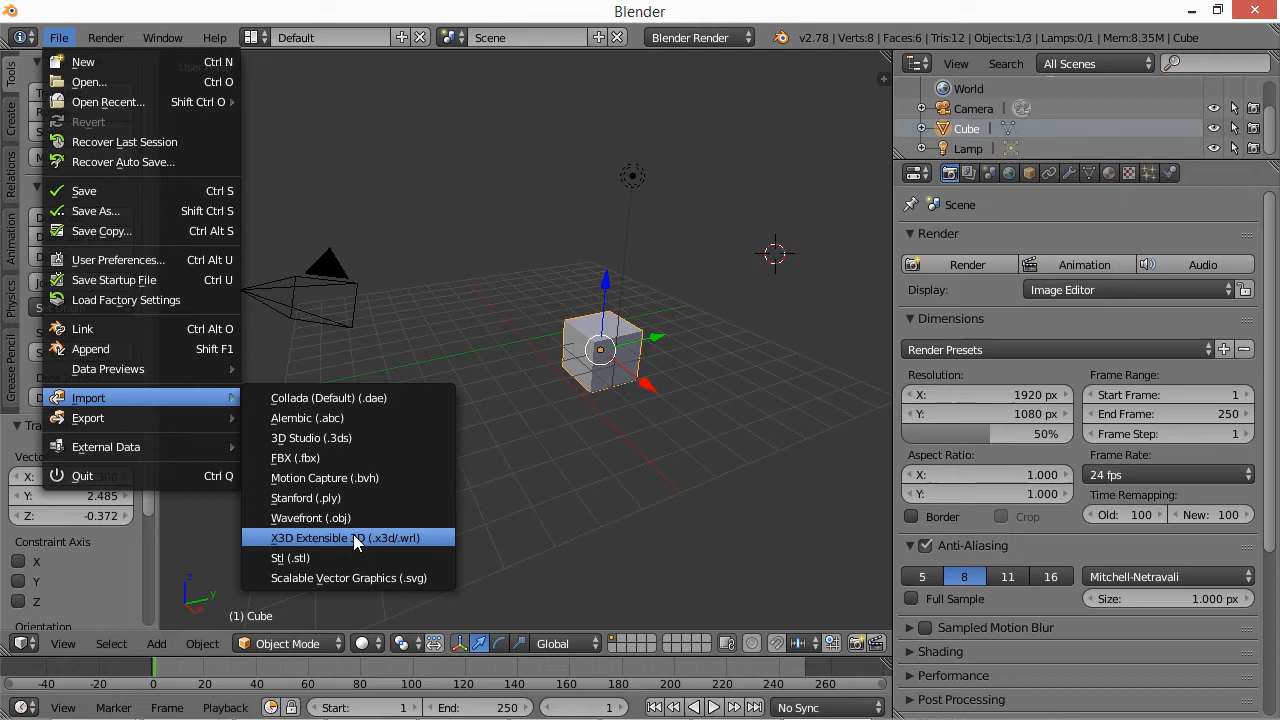 Blender
File Render Window Help Default Scene Blender Render v2.78 | Verts:8 | Faces:6 | Tris:12 | Objects:1/3 | Lamps:0/1 | Mem:8.35M | Cube
New Ctrl N
Open... Ctrl O
Open Recent... Shift Ctrl O
Revert
Recover Last Session
Recover Auto Save...
Save Ctrl S
Save As... Shift Ctrl S
Save Copy... Ctrl Alt S
User Preferences... Ctrl Alt U
Save Startup File Ctrl U
Load Factory Settings
Link Ctrl Alt O
Append Shift F1
Data Previews
Import
Export
External Data
Quit Ctrl Q
Collada (Default) (.dae)
Alembic (.abc)
3D Studio (.3ds)
FBX (.fbx)
Motion Capture (.bvh)
Stanford (.ply)
Wavefront (.obj)
X3D Extensible 3D (.x3d/.wrl)
Stl (.stl)
Scalable Vector Graphics (.svg)
Tools
Create
Relations
Animation
Physics
Grease Pencil
X:
Y: 2.485
Z: -0.372
Constraint Axis
X
Y
Z
Orientation
z
y
(1) Cube
View Search All Scenes
World
Camera
Cube
Lamp
Scene
Render
Render Animation Audio
Display: Image Editor
Dimensions
Render Presets
Resolution: Frame Range:
X: 1920 px Start Frame: 1
Y: 1080 px End Frame: 250
50% Frame Step: 1
Aspect Ratio: Frame Rate:
X: 1.000 24 fps
Y: 1.000 Time Remapping:
Border Crop Old: 100 New: 100
Anti-Aliasing
5 8 11 16 Mitchell-Netravali
Full Sample Size: 1.000 px
Sampled Motion Blur
Shading
Performance
Post Processing
View Select Add Object Object Mode Global
-40 -20 0 20 40 60 80 100 120 140 160 180 200 220 240 260
View Marker Frame Playback Start: 1 End: 250 1 No Sync